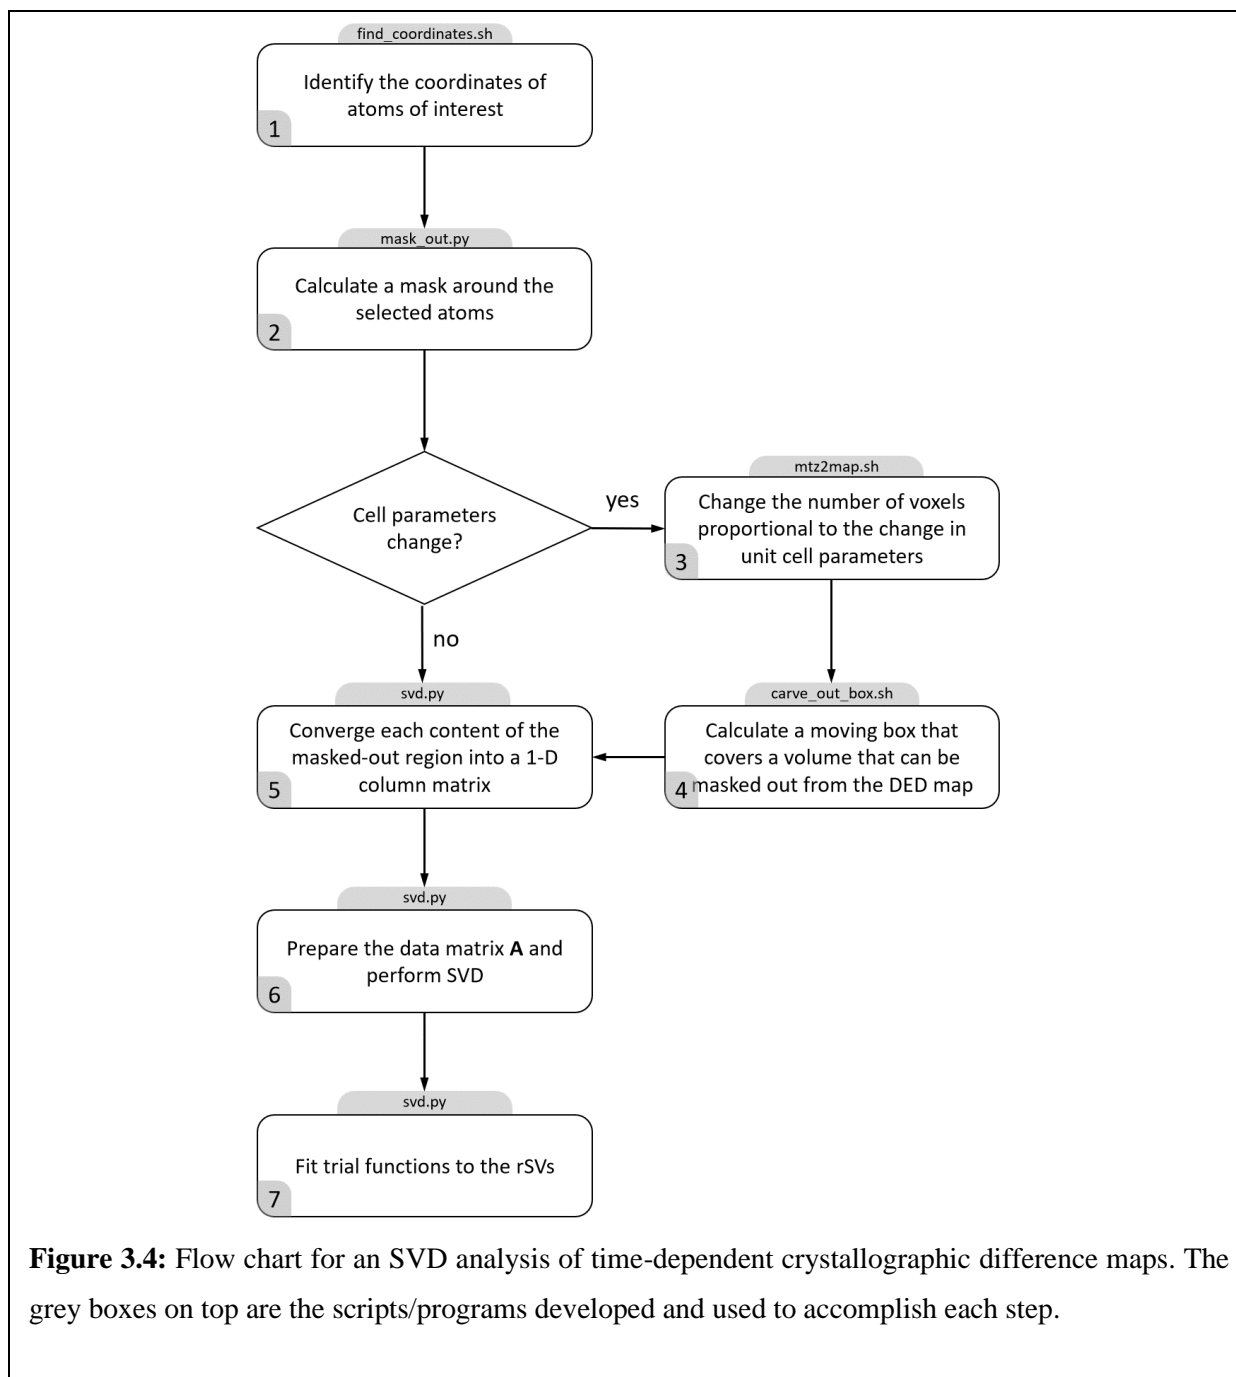 find_coordinates.sh
Identify the coordinates of
atoms of interest
1
mask_out.py
Calculate a mask around the
selected atoms
2
Cell parameters
change?
yes
no
mtz2map.sh
Change the number of voxels
proportional to the change in
unit cell parameters
3
carve_out_box.sh
Calculate a moving box that
covers a volume that can be
masked out from the DED map
4
svd.py
Converge each content of the
masked-out region into a 1-D
column matrix
5
svd.py
Prepare the data matrix A and
perform SVD
6
svd.py
Fit trial functions to the rSVs
7
Figure 3.4: Flow chart for an SVD analysis of time-dependent crystallographic difference maps. The
grey boxes on top are the scripts/programs developed and used to accomplish each step.